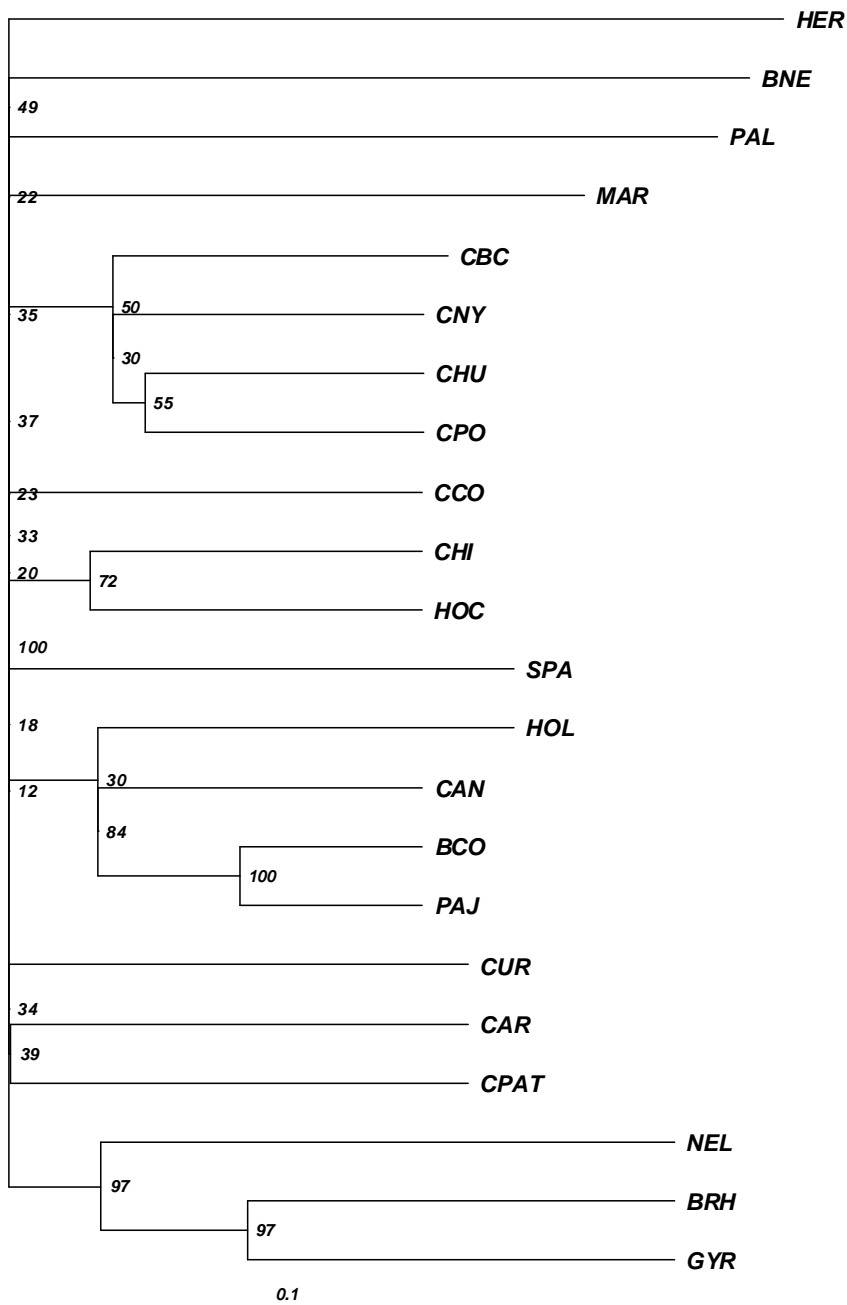 HER
BNE
49
PAL
22
MAR
CBC
50
35
CNY
30
CHU
55
37
CPO
23
CCO
33
CHI
20
72
HOC
100
SPA
18
HOL
30
12
CAN
84
BCO
100
PAJ
CUR
34
CAR
39
CPAT
NEL
97
BRH
97
GYR
0.1